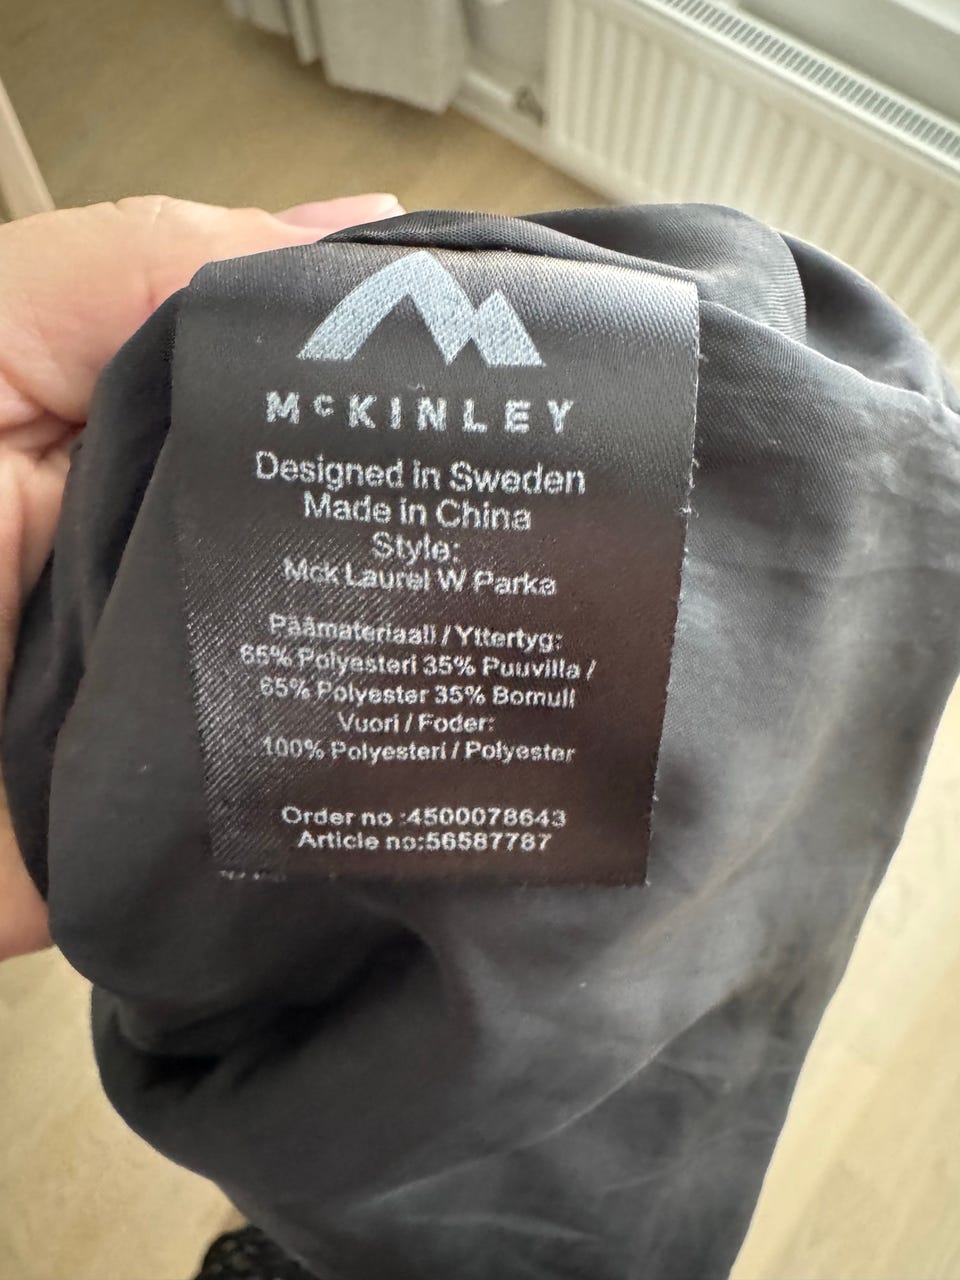 McKINLEY
Designed in Sweden
Made in China
Style:
Mck Laurel W Parka
Päämateriaali / Yttertyg:
65% Polyesteri 35% Puuvilla /
65% Polyester 35% Bomull
Vuori / Foder:
100% Polyesteri / Polyester
Order no :4500078643
Article no:56587787